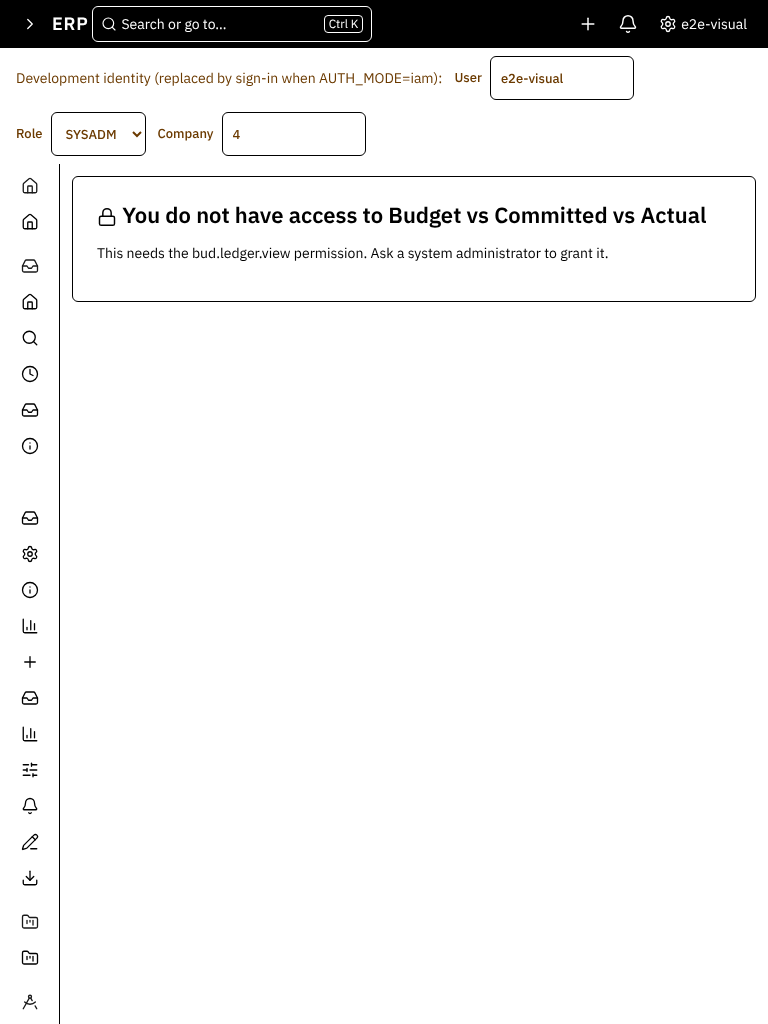 ERP Search or go to... Ctrl K e2e-visual
Development identity (replaced by sign-in when AUTH_MODE=iam): User e2e-visual
Role SYSADM Company 4
You do not have access to Budget vs Committed vs Actual
This needs the bud.ledger.view permission. Ask a system administrator to grant it.